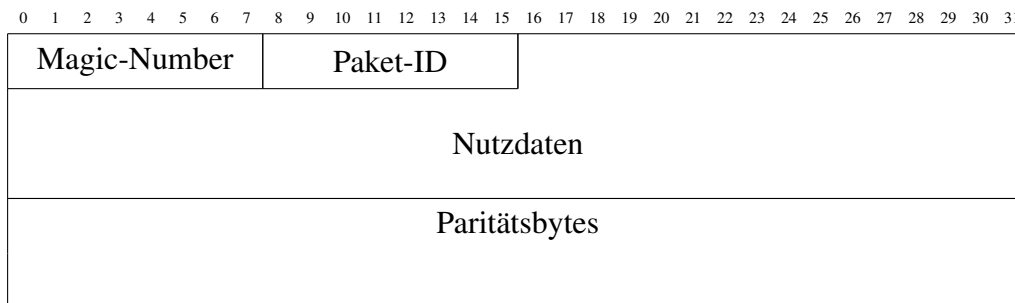 0 1 2 3 4 5 6 7 8 9 10 11 12 13 14 15 16 17 18 19 20 21 22 23 24 25 26 27 28 29 30 31
Magic-Number Paket-ID
Nutzdaten
Paritätsbytes